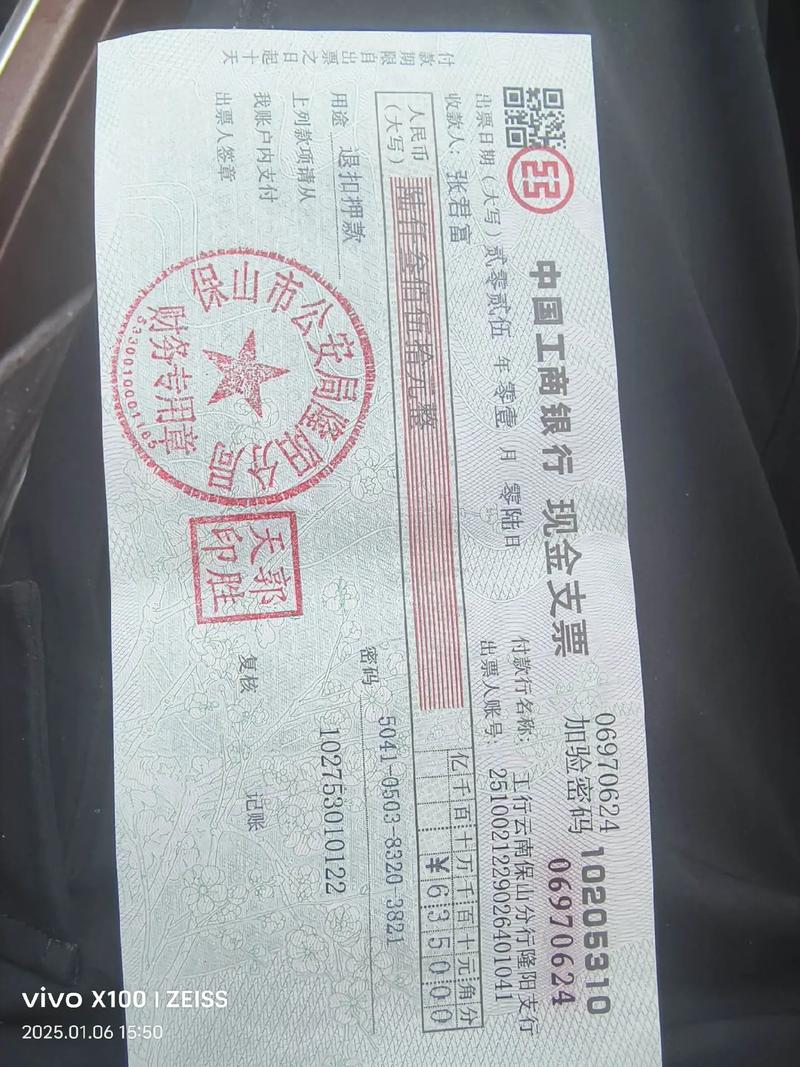 中国工商银行 现金支票
10205310
06970624
加验密码
06970624
出票日期(大写) 贰零贰伍 年 零壹 月 零陆日
付款行名称: 工行云南保山分行隆阳支行
收款人: 张君富
出票人账号: 2510021229026401041
人民币
(大写)
陆仟叁佰伍拾元整
亿千百十万千百十元角分
¥635000
用途 退扣押款
密码 5041-0503-8320-3821
上列款项请从
102753010122
我账户内支付
出票人签章
复核
记账
付款期限自出票之日起十天
保山市公安局隆阳分局
财务专用章
郭天胜印
vivo X100 | ZEISS
2025.01.06 15:50